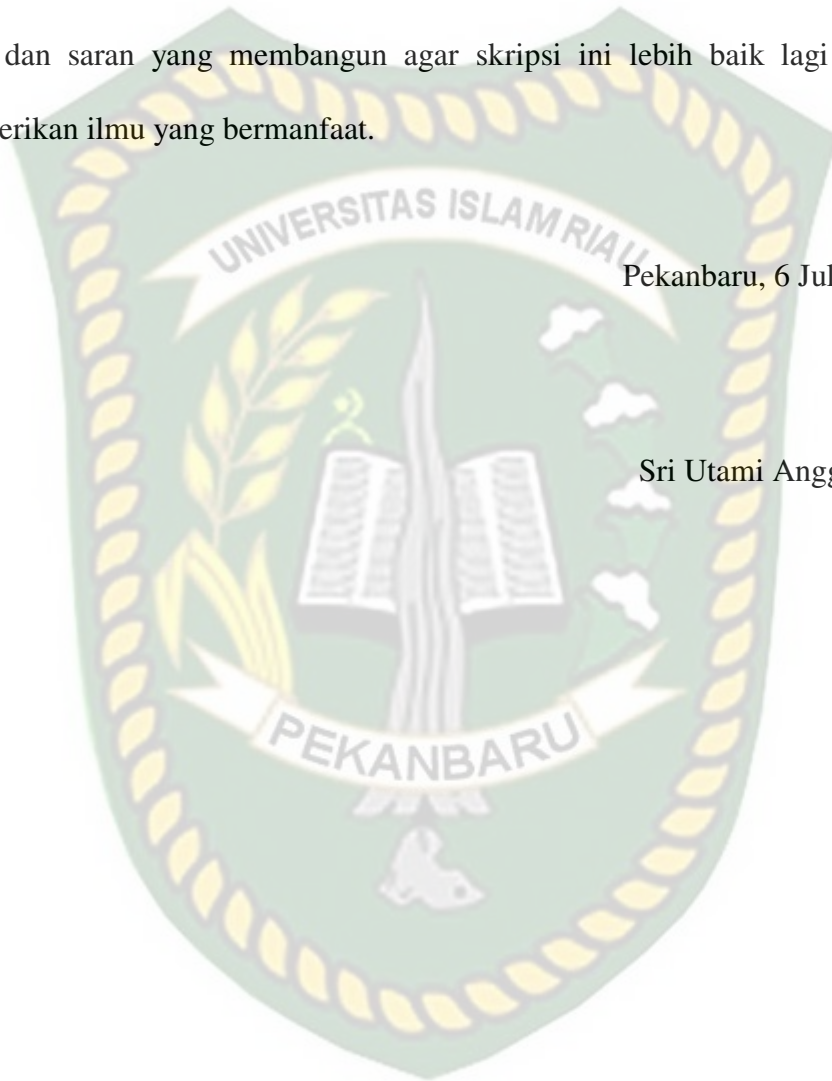 dan saran yang membangun agar skripsi ini lebih baik lagi
erikan ilmu yang bermanfaat.
UNIVERSITAS ISLAM RIAU
Pekanbaru, 6 Jul
Sri Utami Angg
PEKANBARU